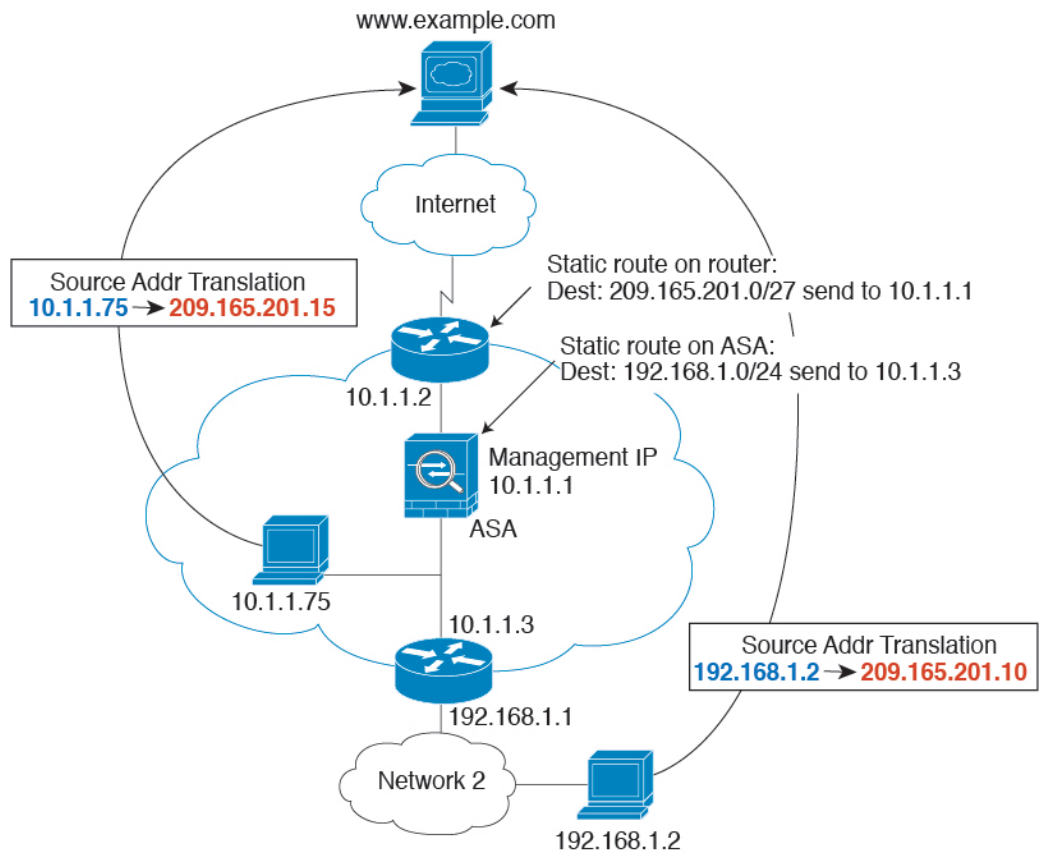 www.example.com
Internet
Source Addr Translation
10.1.1.75 → 209.165.201.15
Static route on router:
Dest: 209.165.201.0/27 send to 10.1.1.1
Static route on ASA:
Dest: 192.168.1.0/24 send to 10.1.1.3
10.1.1.2
Management IP
10.1.1.1
ASA
10.1.1.75
10.1.1.3
Source Addr Translation
192.168.1.2 → 209.165.201.10
192.168.1.1
Network 2
192.168.1.2